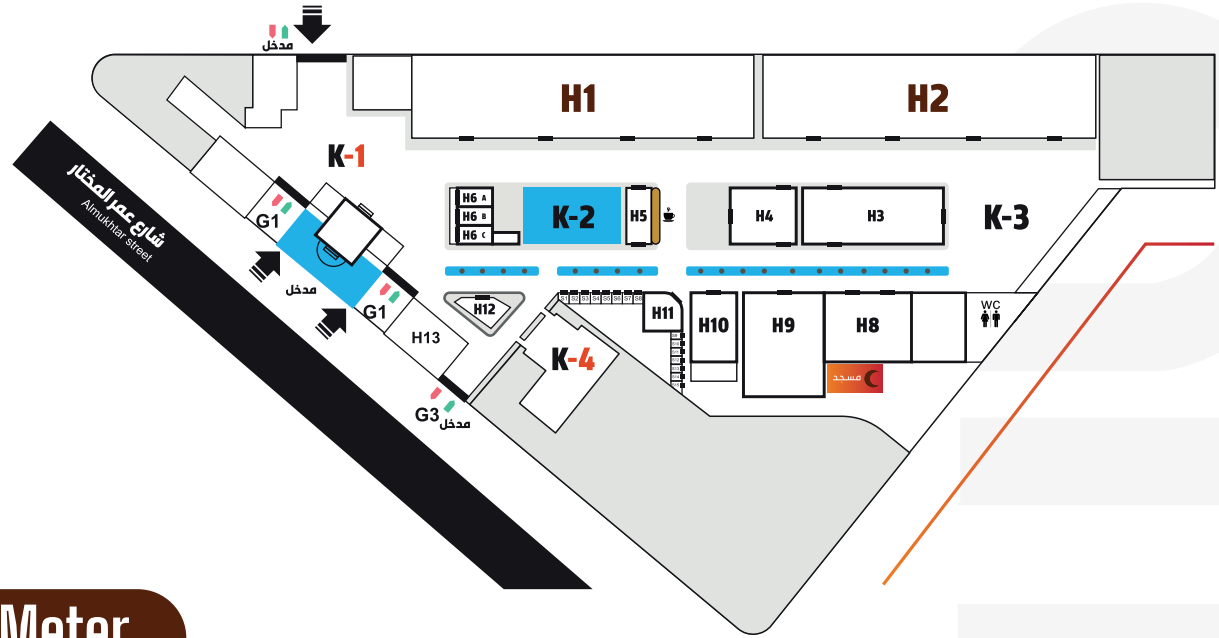 مدخل
H1
H2
K-1
شارع عمر المختار
Almukhtar street
G1
مدخل
G1
H13
G3
مدخل
H6 A
H6 B
H6 C
K-2
H5
H4
H3
K-3
H12
S1 S2 S3 S4 S5 S6 S7 S8
H11
H10
H9
H8
WC
مسجد
K-4
Meter